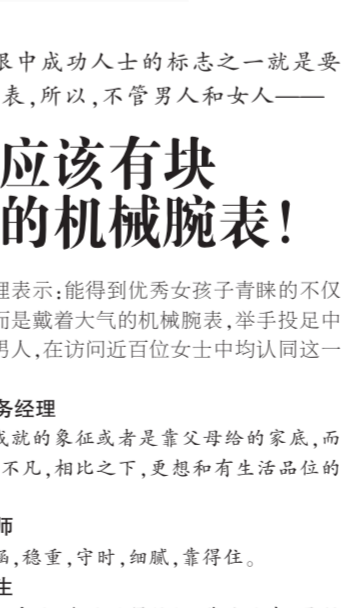 眼中成功人士的标志之一就是要
表,所以,不管男人和女人——
应该有块
的机械腕表!
理表示:能得到优秀女孩子青睐的不仅
而是戴着大气的机械腕表,举手投足中
男人,在访问近百位女士中均认同这一
务经理
成就的象征或者是靠父母给的家底,而
不凡,相比之下,更想和有生活品位的
师
涵,稳重,守时,细腻,靠得住。
生